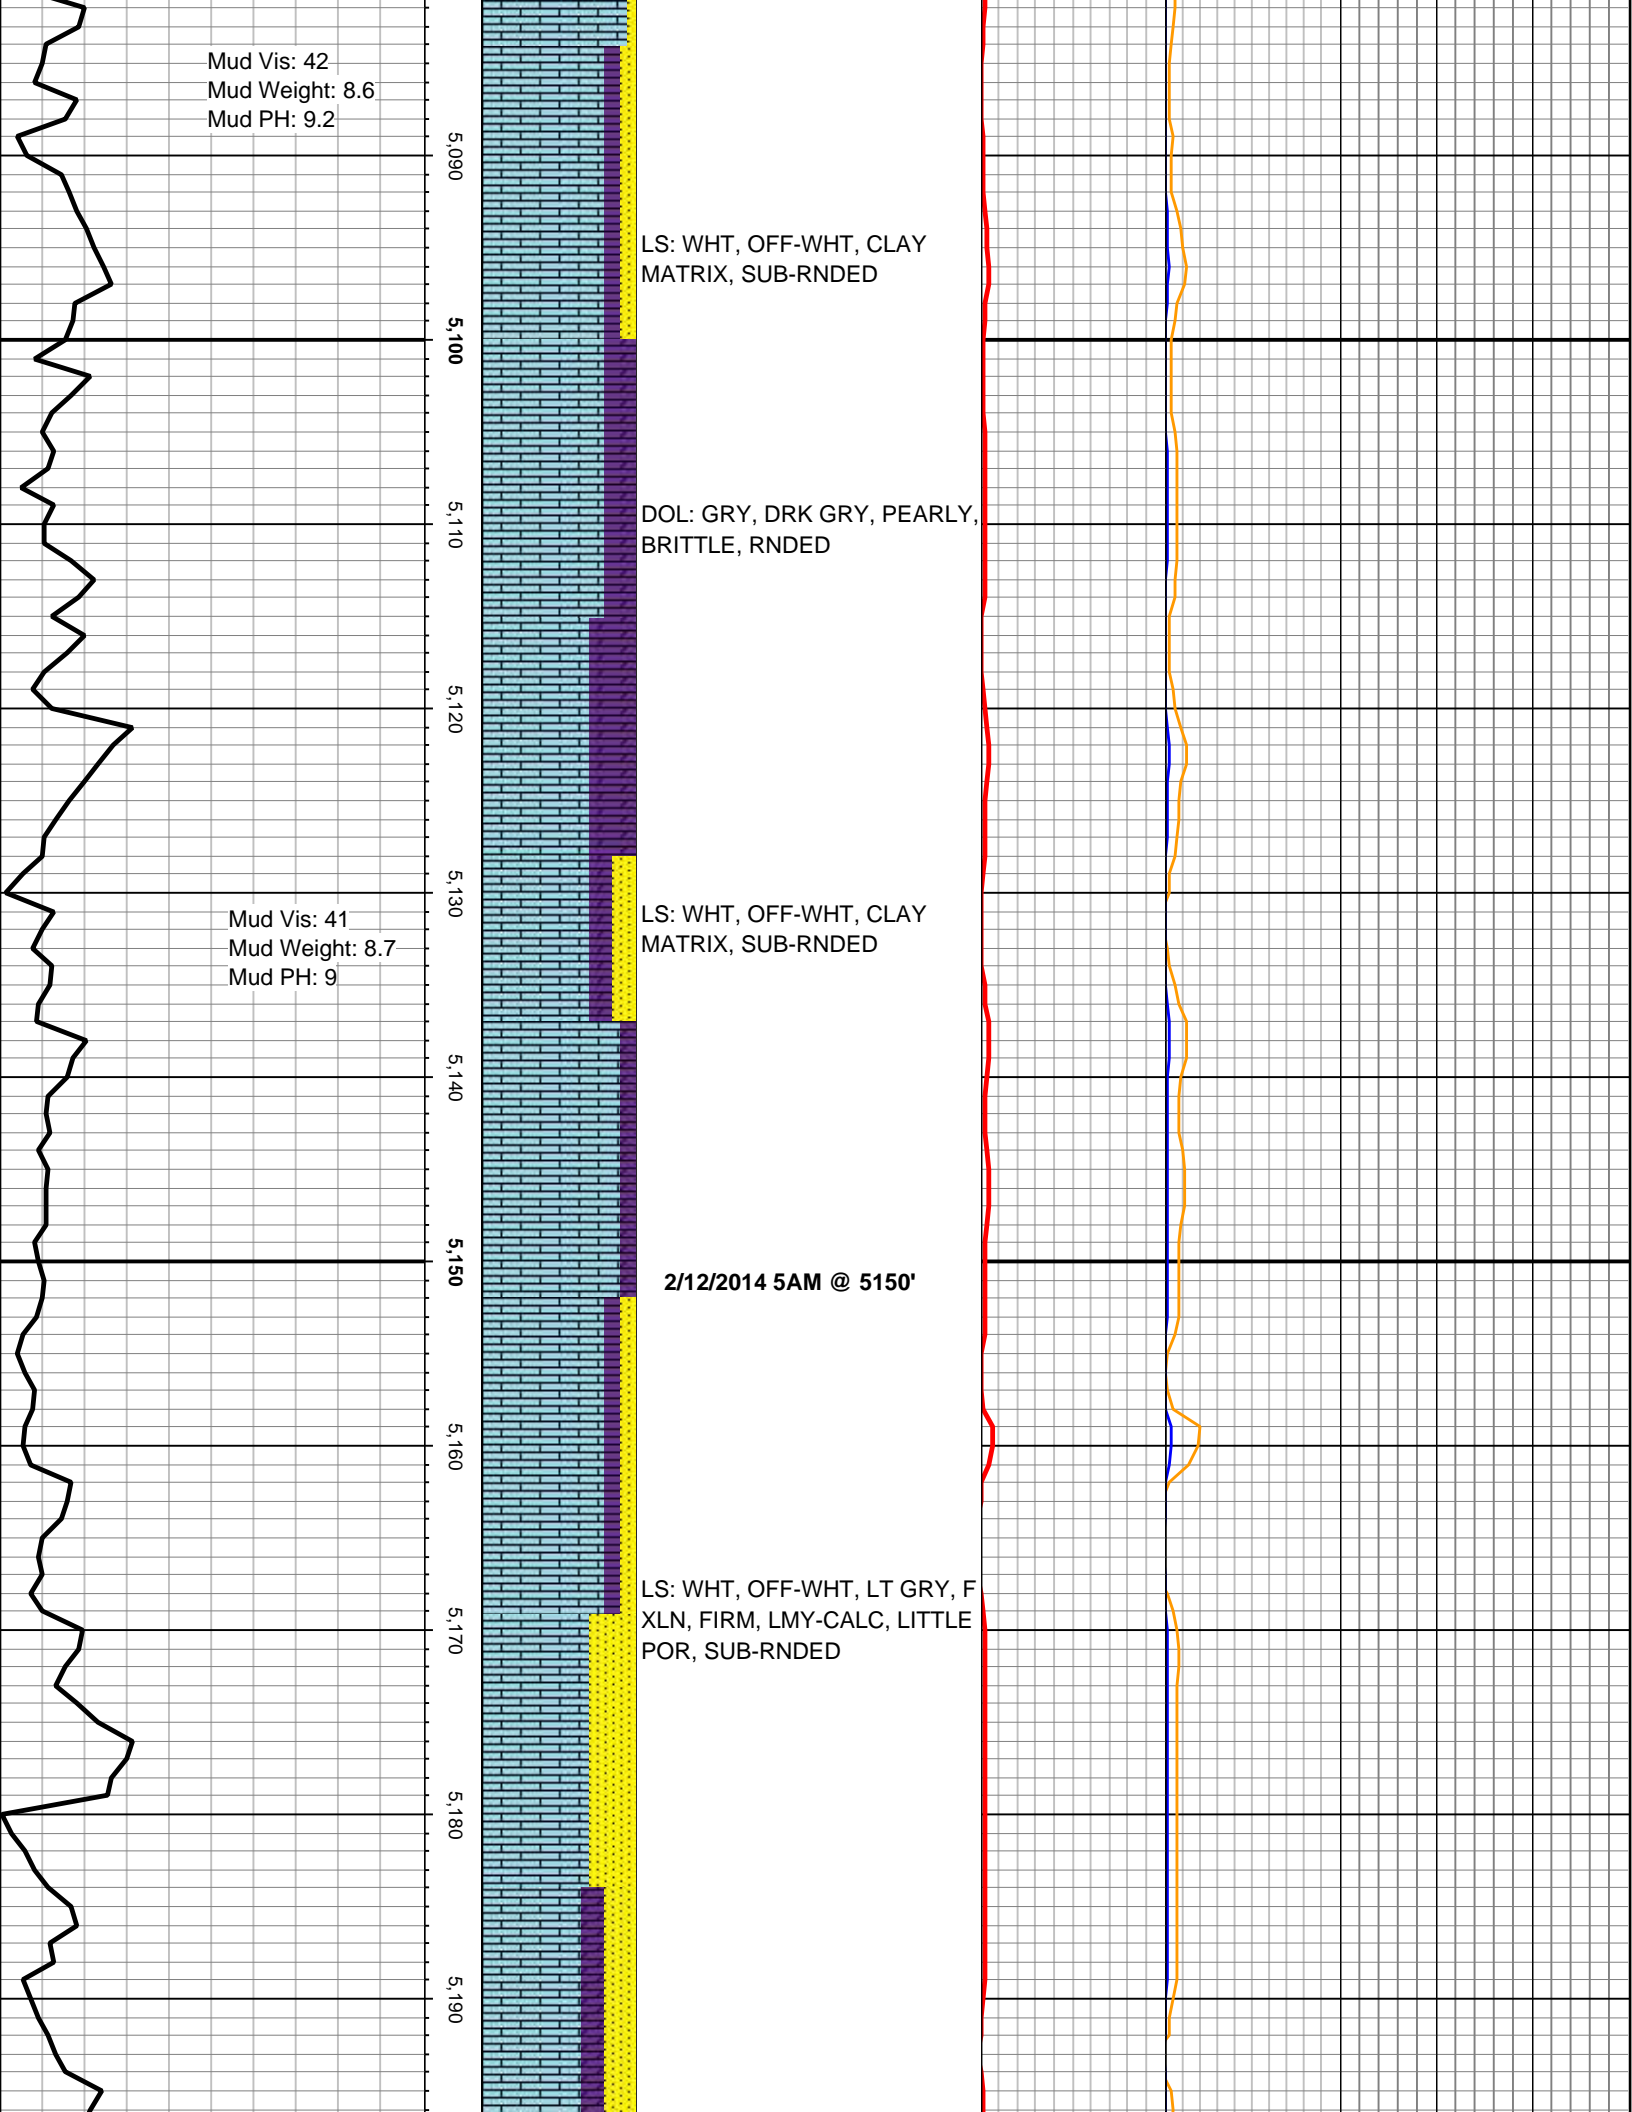 Mud Vis: 42
Mud Weight: 8.6
Mud PH: 9.2
5,090
LS: WHT, OFF-WHT, CLAY
MATRIX, SUB-RNDED
5,100
DOL: GRY, DRK GRY, PEARLY,
BRITTLE, RNDED
5,110
5,120
5,130
LS: WHT, OFF-WHT, CLAY
MATRIX, SUB-RNDED
Mud Vis: 41
Mud Weight: 8.7
Mud PH: 9
5,140
5,150
2/12/2014 5AM @ 5150'
5,160
LS: WHT, OFF-WHT, LT GRY, F
XLN, FIRM, LMY-CALC, LITTLE
POR, SUB-RNDED
5,170
5,180
5,190